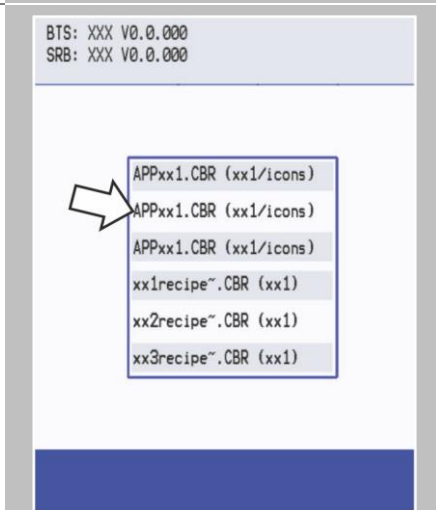 BTS: XXX V0.0.000
SRB: XXX V0.0.000
APPxx1.CBR (xx1/icons)
APPxx1.CBR (xx1/icons)
APPxx1.CBR (xx1/icons)
xx1recipe~.CBR (xx1)
xx2recipe~.CBR (xx1)
xx3recipe~.CBR (xx1)